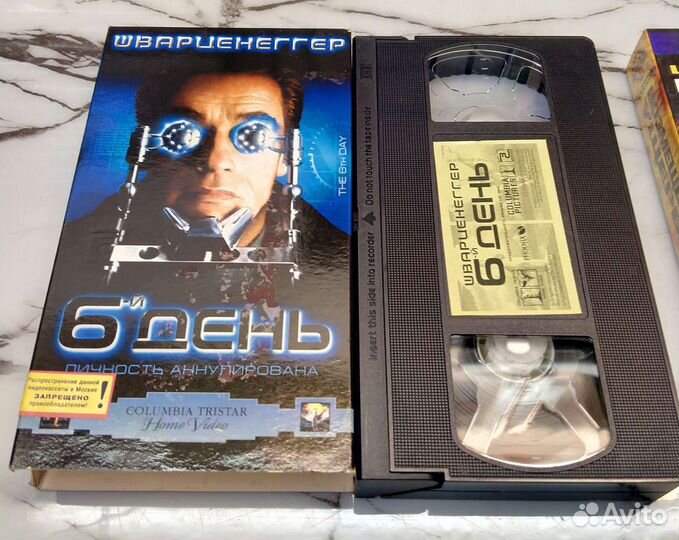 ШВАРЦЕНЕГГЕР
THE 6TH DAY
6-й ДЕНЬ
ЛИЧНОСТЬ АННУЛИРОВАНА
Распространение данной
видеокассеты в Москве
ЗАПРЕЩЕНО
правообладателем!
!
COLUMBIA TRISTAR
Home Video
Do not touch the tape inside
Insert this side into recorder
ШВАРЦЕНЕГГЕР
6-й ДЕНЬ
COLUMBIA
PICTURES
PHOENIX
Avito